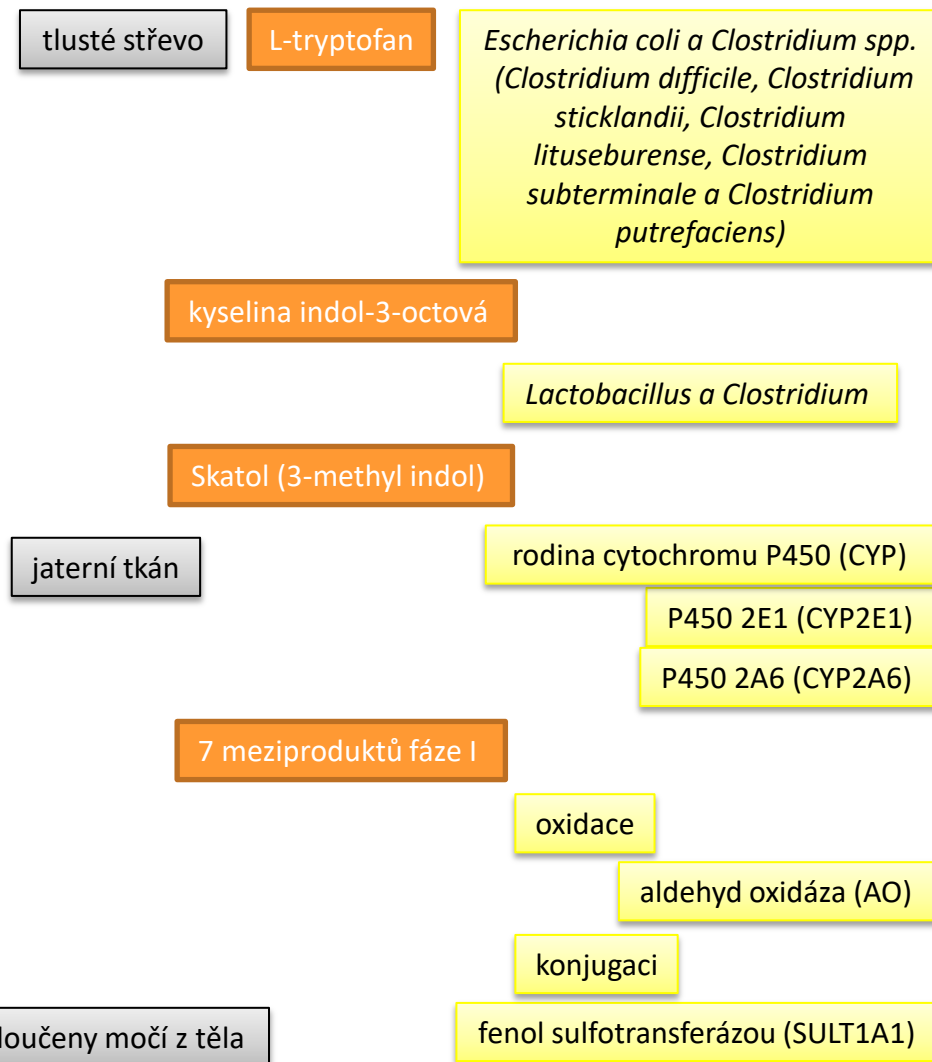 tlusté střevo
L-tryptofan
Escherichia coli a Clostridium spp.
(Clostridium difficile, Clostridium
sticklandii, Clostridium
lituseburense, Clostridium
subterminale a Clostridium
putrefaciens)
kyselina indol-3-octová
Lactobacillus a Clostridium
Skatol (3-methyl indol)
jaterní tkán
rodina cytochromu P450 (CYP)
P450 2E1 (CYP2E1)
P450 2A6 (CYP2A6)
7 meziproduktů fáze I
oxidace
aldehyd oxidáza (AO)
konjugaci
loučeny močí z těla
fenol sulfotransferázou (SULT1A1)